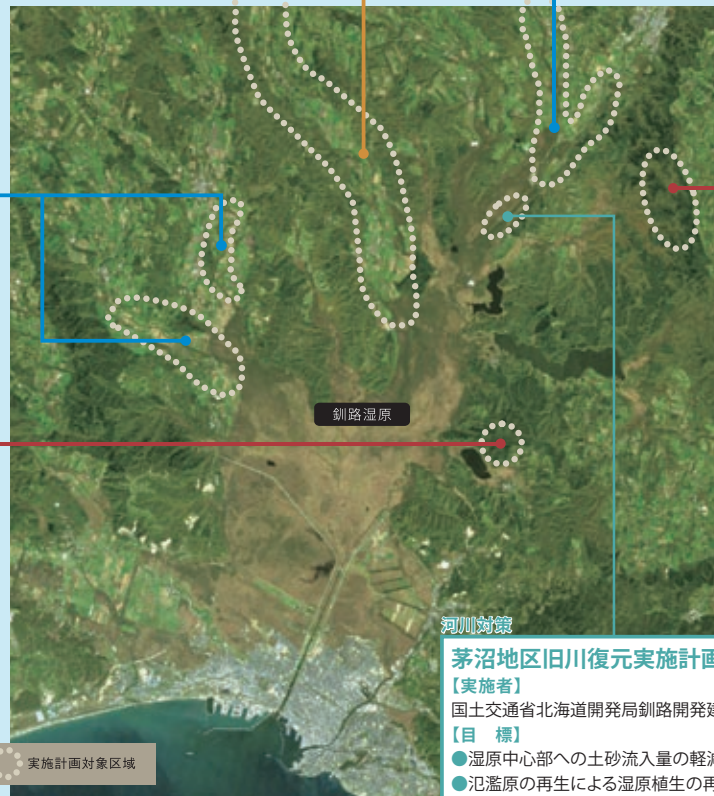 釧路湿原
河川対策
茅沼地区旧川復元実施計画
【実施者】
国土交通省北海道開発局釧路開発建
【目　標】
●湿原中心部への土砂流入量の軽減
●氾濫原の再生による湿原植生の再
実施計画対象区域